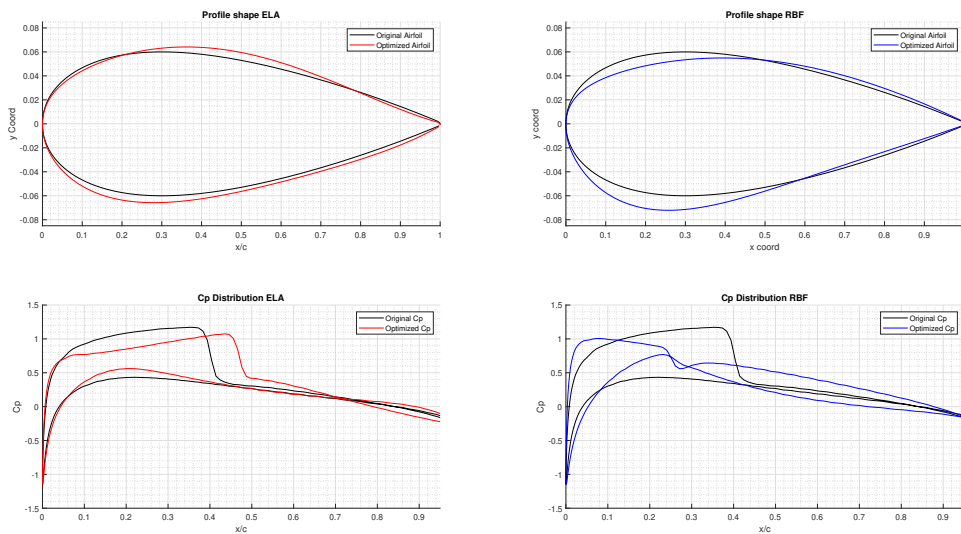 Profile shape ELA
0.08
0.06
0.04
0.02
0
-0.02
-0.04
-0.06
-0.08
y Coord
Original Airfoil
Optimized Airfoil
0 0.1 0.2 0.3 0.4 0.5 0.6 0.7 0.8 0.9 1
x/c
Profile shape RBF
0.08
0.06
0.04
0.02
0
-0.02
-0.04
-0.06
-0.08
y coord
Original Airfoil
Optimized Airfoil
0 0.1 0.2 0.3 0.4 0.5 0.6 0.7 0.8 0.9
x coord
Cp Distribution ELA
1.5
1
0.5
0
-0.5
-1
-1.5
Cp
Original Cp
Optimized Cp
0 0.1 0.2 0.3 0.4 0.5 0.6 0.7 0.8 0.9
x/c
Cp Distribution RBF
1.5
1
0.5
0
-0.5
-1
-1.5
Cp
Original Cp
Optimized Cp
0 0.1 0.2 0.3 0.4 0.5 0.6 0.7 0.8 0.9
x/c